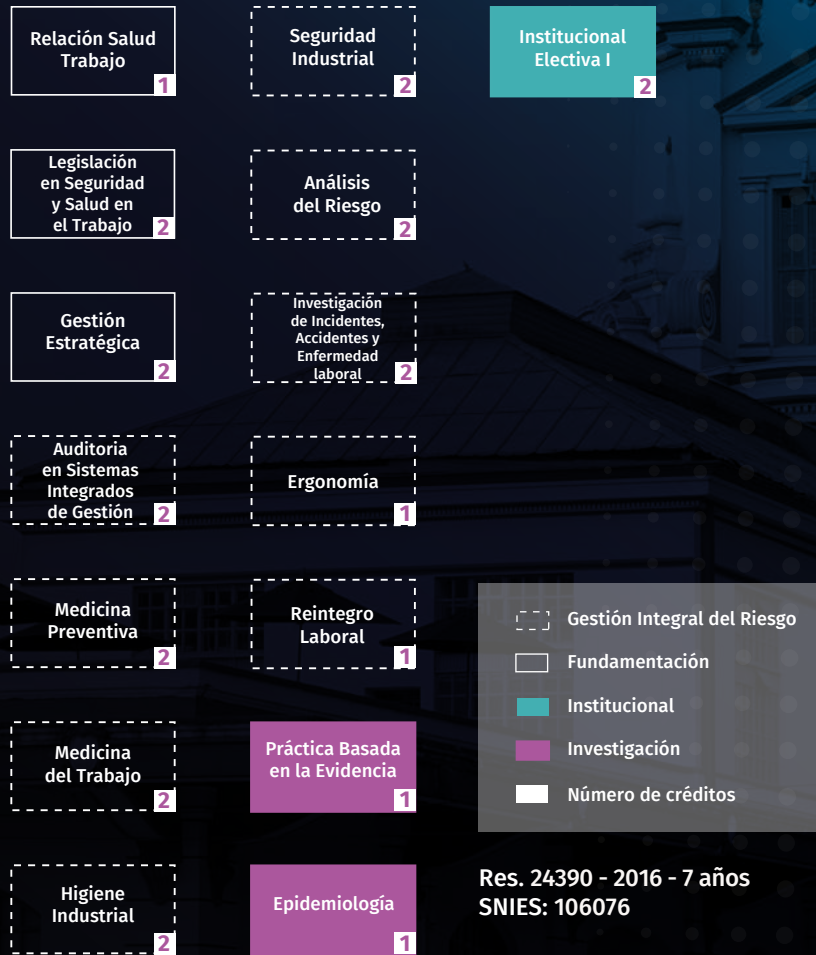 Relación Salud
Trabajo
1
Legislación
en Seguridad
y Salud en
el Trabajo
2
Gestión
Estratégica
2
Auditoria
en Sistemas
Integrados
de Gestión
2
Medicina
Preventiva
2
Medicina
del Trabajo
2
Higiene
Industrial
2
Seguridad
Industrial
2
Análisis
del Riesgo
2
Investigación
de Incidentes,
Accidentes y
Enfermedad
laboral
2
Ergonomía
1
Reintegro
Laboral
1
Práctica Basada
en la Evidencia
1
Epidemiología
1
Institucional
Electiva I
2
Gestión Integral del Riesgo
Fundamentación
Institucional
Investigación
Número de créditos
Res. 24390 - 2016 - 7 años
SNIES: 106076